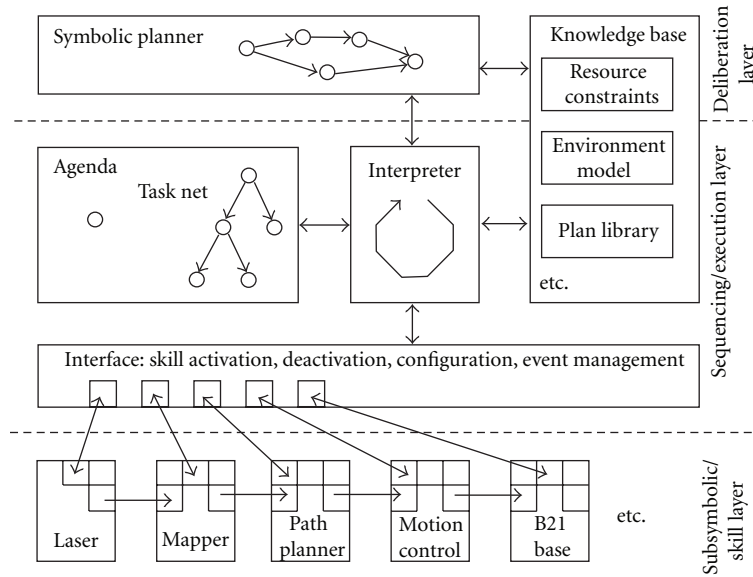 Symbolic planner
Knowledge base
Resource
constraints
Environment
model
Plan library
etc.
Deliberation
layer
Agenda
Task net
Interpreter
Sequencing/execution layer
Interface: skill activation, deactivation, configuration, event management
Laser
Mapper
Path
planner
Motion
control
B21
base
etc.
Subsymbolic/
skill layer